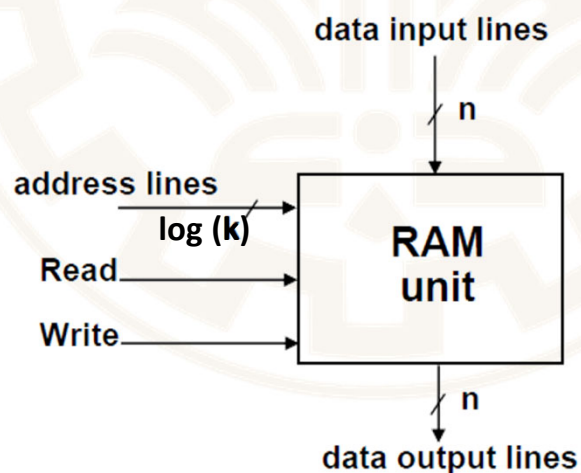 data input lines
n
address lines
log (k)
RAM
unit
Read
Write
n
data output lines